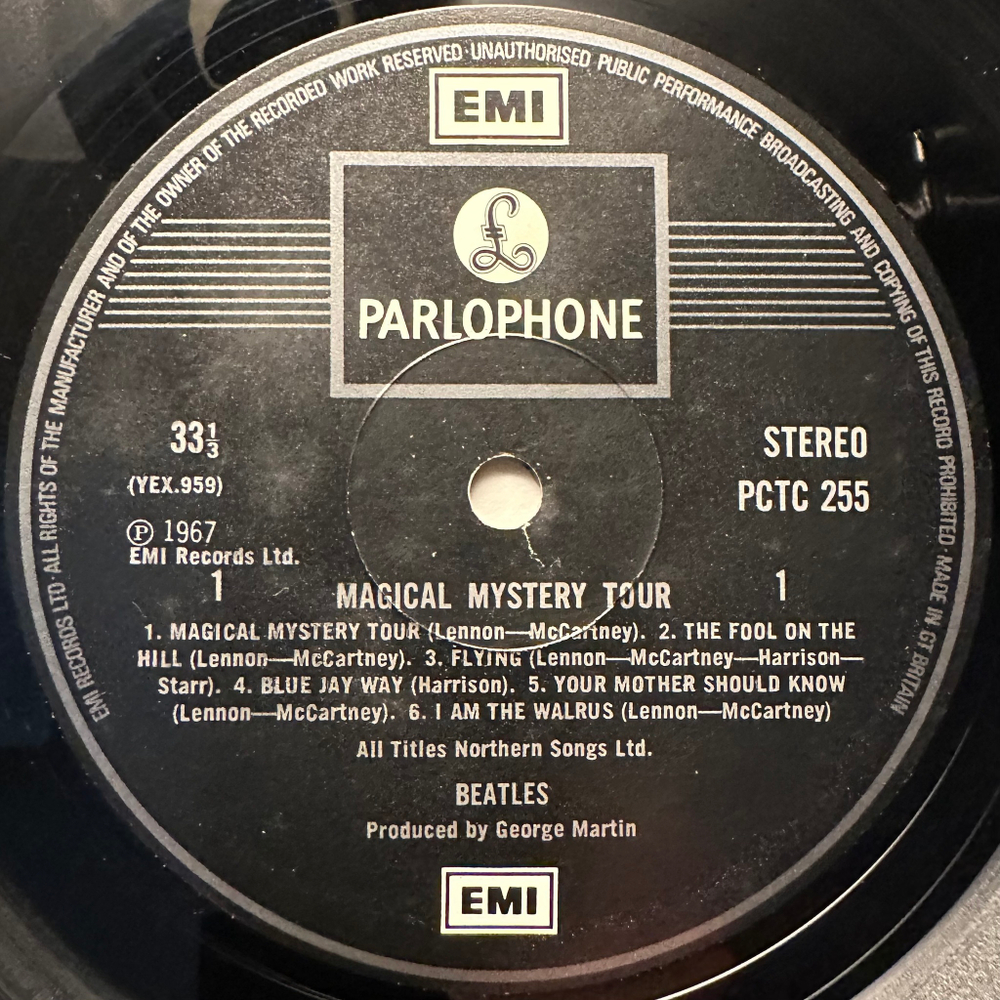 EMI RECORDS LTD · ALL RIGHTS OF THE MANUFACTURER AND OF THE OWNER OF THE RECORDED WORK RESERVED · UNAUTHORISED PUBLIC PERFORMANCE BROADCASTING AND COPYING OF THIS RECORD PROHIBITED · MADE IN GT BRITAIN
EMI
£
PARLOPHONE
33⅓
STEREO
(YEX.959)
PCTC 255
Ⓟ 1967
EMI Records Ltd.
1 MAGICAL MYSTERY TOUR 1
1. MAGICAL MYSTERY TOUR (Lennon—McCartney). 2. THE FOOL ON THE
HILL (Lennon—McCartney). 3. FLYING (Lennon—McCartney—Harrison—
Starr). 4. BLUE JAY WAY (Harrison). 5. YOUR MOTHER SHOULD KNOW
(Lennon—McCartney). 6. I AM THE WALRUS (Lennon—McCartney)
All Titles Northern Songs Ltd.
BEATLES
Produced by George Martin
EMI